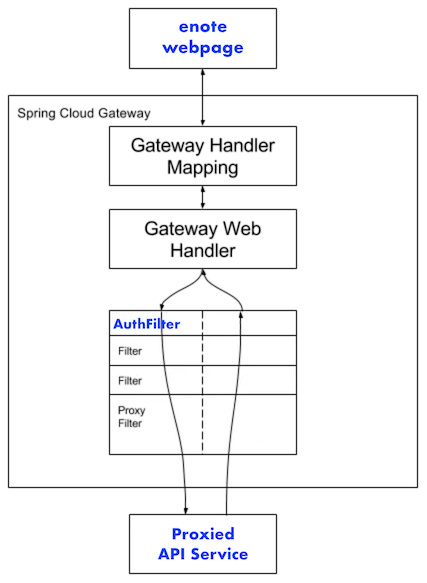 enote
webpage
Spring Cloud Gateway
Gateway Handler
Mapping
Gateway Web
Handler
AuthFilter
Filter
Filter
Proxy
Filter
Proxied
API Service